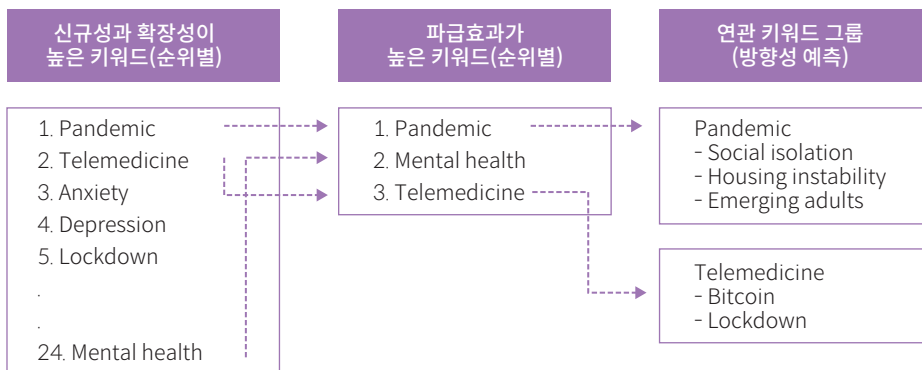 신규성과 확장성이
높은 키워드(순위별)
1. Pandemic
2. Telemedicine
3. Anxiety
4. Depression
5. Lockdown
.
.
24. Mental health
파급효과가
높은 키워드(순위별)
1. Pandemic
2. Mental health
3. Telemedicine
연관 키워드 그룹
(방향성 예측)
Pandemic
- Social isolation
- Housing instability
- Emerging adults
Telemedicine
- Bitcoin
- Lockdown